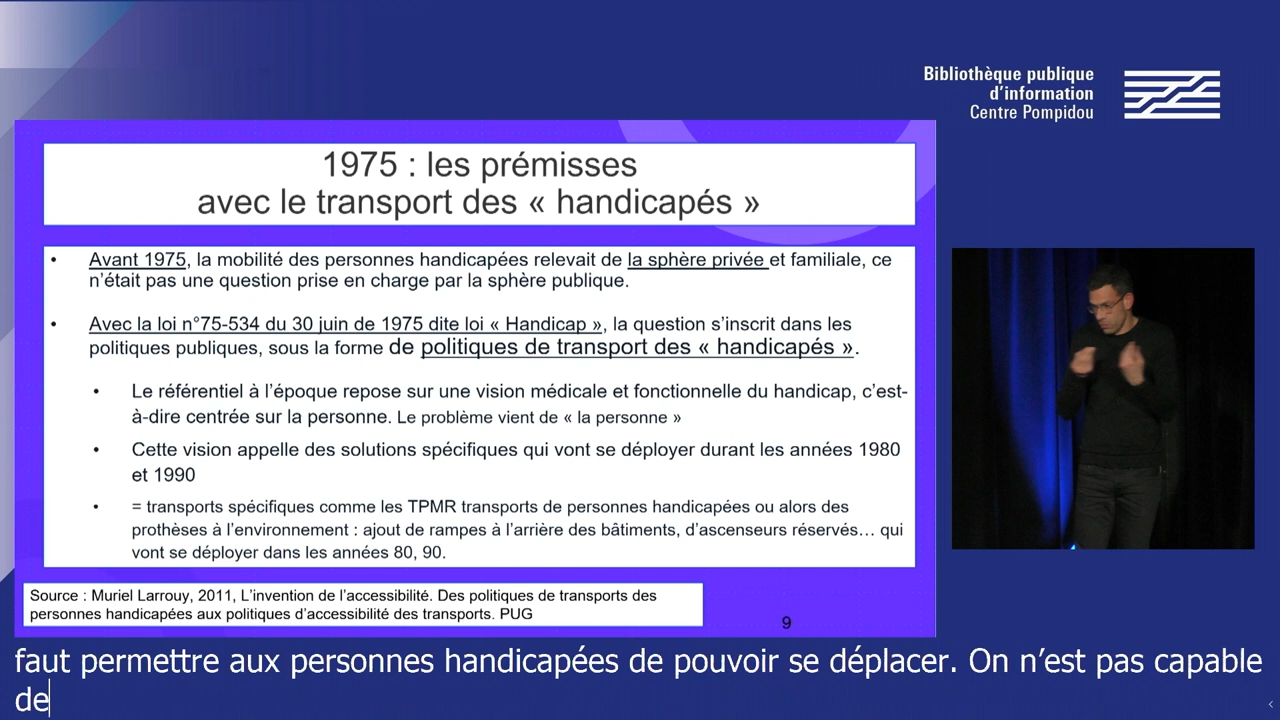 Bibliothèque publique
d'information
Centre Pompidou
1975 : les prémisses
avec le transport des « handicapés »
• Avant 1975, la mobilité des personnes handicapées relevait de la sphère privée et familiale, ce
n'était pas une question prise en charge par la sphère publique.
• Avec la loi n°75-534 du 30 juin de 1975 dite loi « Handicap », la question s'inscrit dans les
politiques publiques, sous la forme de politiques de transport des « handicapés ».
• Le référentiel à l'époque repose sur une vision médicale et fonctionnelle du handicap, c'est-
à-dire centrée sur la personne. Le problème vient de « la personne »
• Cette vision appelle des solutions spécifiques qui vont se déployer durant les années 1980
et 1990
• = transports spécifiques comme les TPMR transports de personnes handicapées ou alors des
prothèses à l'environnement : ajout de rampes à l'arrière des bâtiments, d'ascenseurs réservés… qui
vont se déployer dans les années 80, 90.
Source : Muriel Larrouy, 2011, L'invention de l'accessibilité. Des politiques de transports des
personnes handicapées aux politiques d'accessibilité des transports. PUG
9
faut permettre aux personnes handicapées de pouvoir se déplacer. On n'est pas capable
de